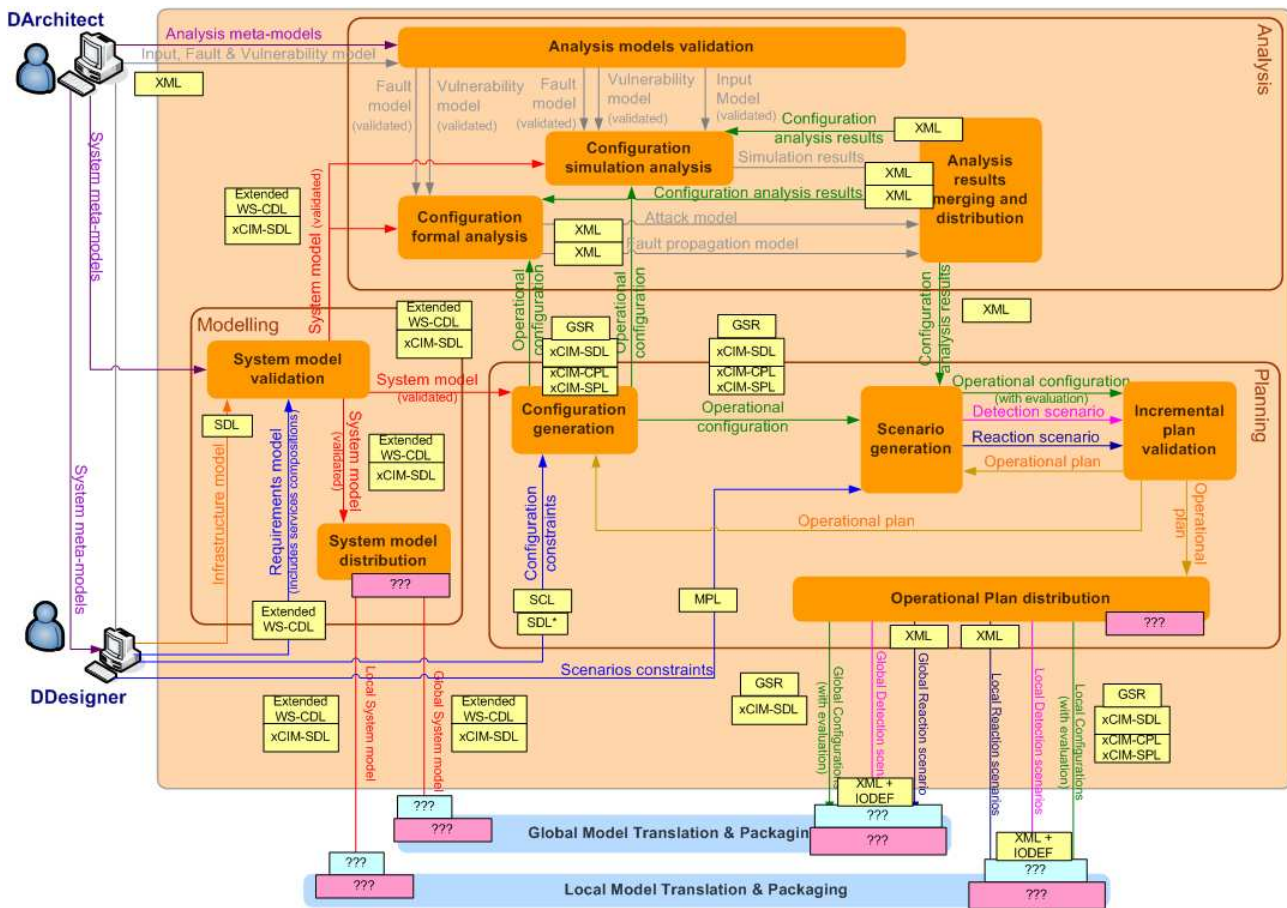 DArchitect
Analysis meta-models
Input, Fault & Vulnerability model
XML
Analysis
Analysis models validation
Fault
model
(validated)
Vulnerability
model
(validated)
Fault
model
(validated)
Vulnerability
model
(validated)
Input
Model
(validated)
Configuration
analysis results
XML
Configuration
simulation analysis
Simulation results
XML
Analysis
results
merging and
distribution
Configuration analysis results
XML
Configuration
formal analysis
Attack model
XML
Fault propagation model
XML
System meta-models
System model (validated)
Extended
WS-CDL
xCIM-SDL
Operational
configuration
Operational
configuration
Configuration
analysis results
XML
Modelling
Extended
WS-CDL
xCIM-SDL
System model
validation
System model
(validated)
GSR
xCIM-SDL
xCIM-CPL
xCIM-SPL
GSR
xCIM-SDL
xCIM-CPL
xCIM-SPL
Planning
Configuration
generation
Operational
configuration
Scenario
generation
Operational configuration
(with evaluation)
Detection scenario
Reaction scenario
Operational plan
Incremental
plan
validation
SDL
Infrastructure model
Requirements model
(includes services compositions)
System model
(validated)
Extended
WS-CDL
xCIM-SDL
System model
distribution
???
Operational plan
Operational
plan
Configuration
constraints
SCL
SDL*
MPL
Operational Plan distribution
???
System meta-models
Extended
WS-CDL
DDesigner
Scenarios constraints
XML
XML
Extended
WS-CDL
xCIM-SDL
Local System model
Global System model
Extended
WS-CDL
xCIM-SDL
GSR
xCIM-SDL
Global Configurations
(with evaluation)
Global Detection scenario
Global Reaction scenario
Local Reaction scenarios
Local Detection scenarios
Local Configurations
(with evaluation)
GSR
xCIM-SDL
xCIM-CPL
xCIM-SPL
XML +
IODEF
???
???
???
???
Global Model Translation & Packagin
XML +
IODEF
???
???
???
???
Local Model Translation & Packaging